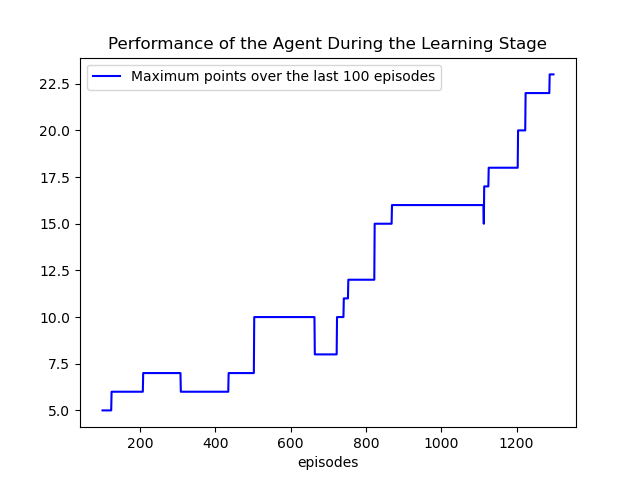 Performance of the Agent During the Learning Stage
Maximum points over the last 100 episodes
22.5
20.0
17.5
15.0
12.5
10.0
7.5
5.0
200 400 600 800 1000 1200
episodes